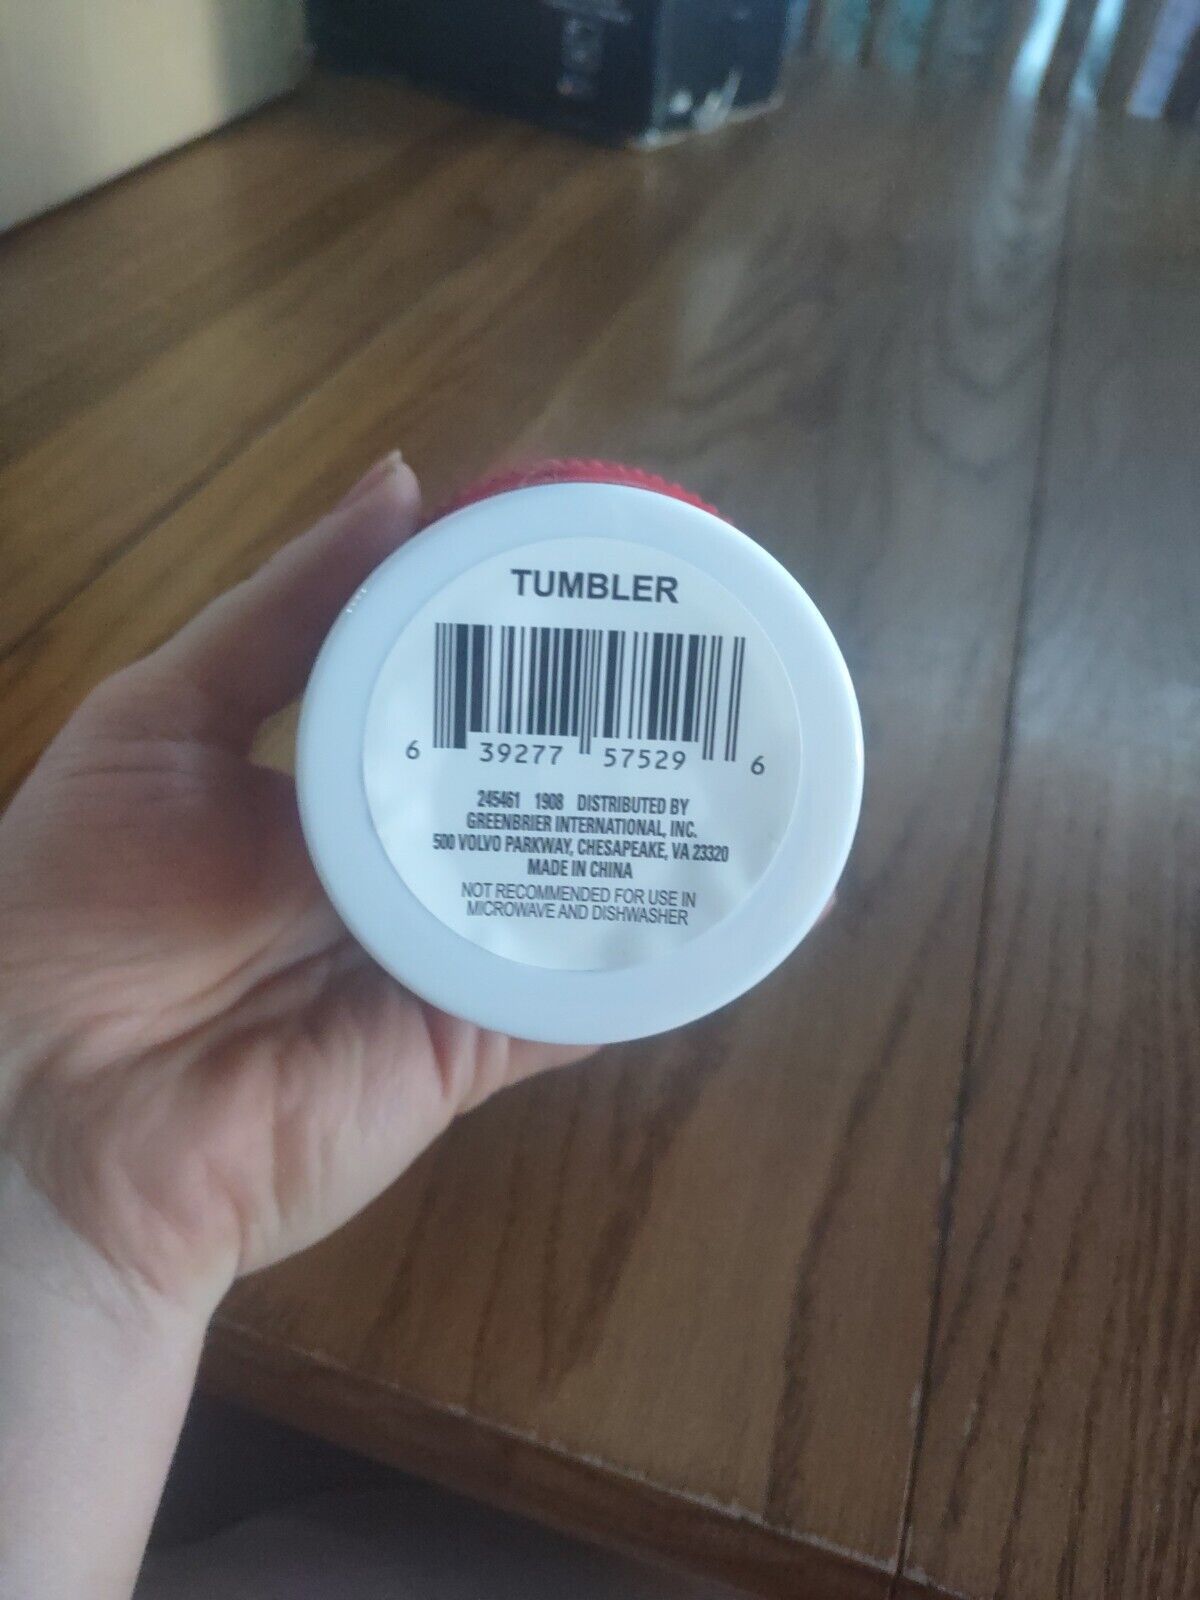 TUMBLER
6 39277 57529 6
245461 1908 DISTRIBUTED BY
GREENBRIER INTERNATIONAL, INC.
500 VOLVO PARKWAY, CHESAPEAKE, VA 23320
MADE IN CHINA
NOT RECOMMENDED FOR USE IN
MICROWAVE AND DISHWASHER